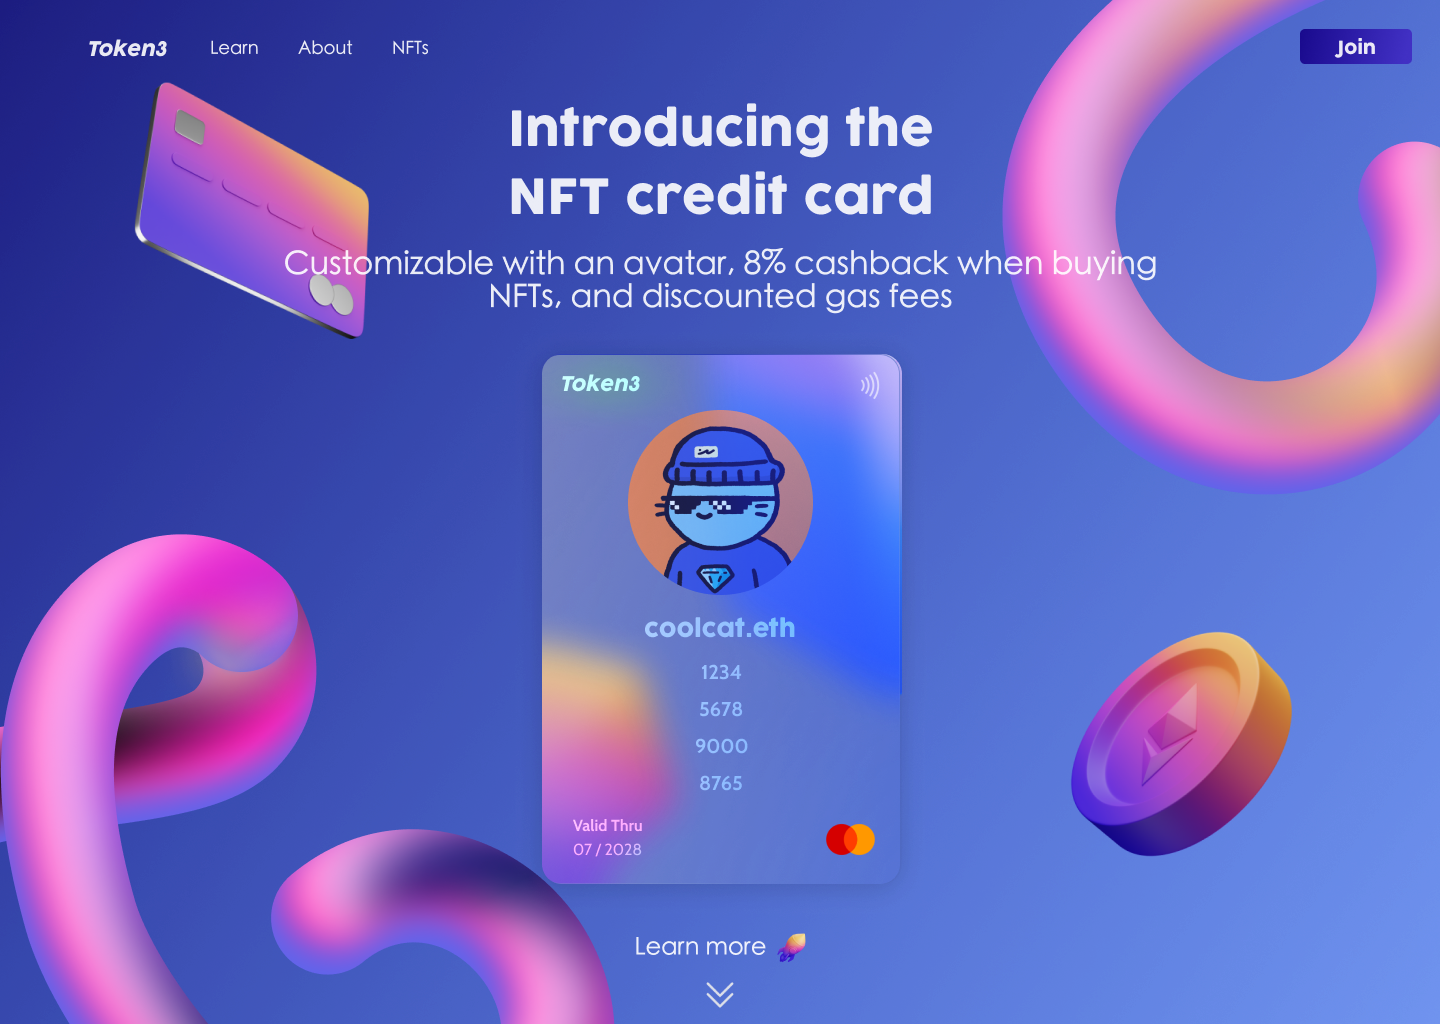 Token3
Learn
About
NFTs
Join
Introducing the
NFT credit card
Customizable with an avatar, 8% cashback when buying
NFTs, and discounted gas fees
Token3
coolcat.eth
1234
5678
9000
8765
Valid Thru
07 / 2028
Learn more